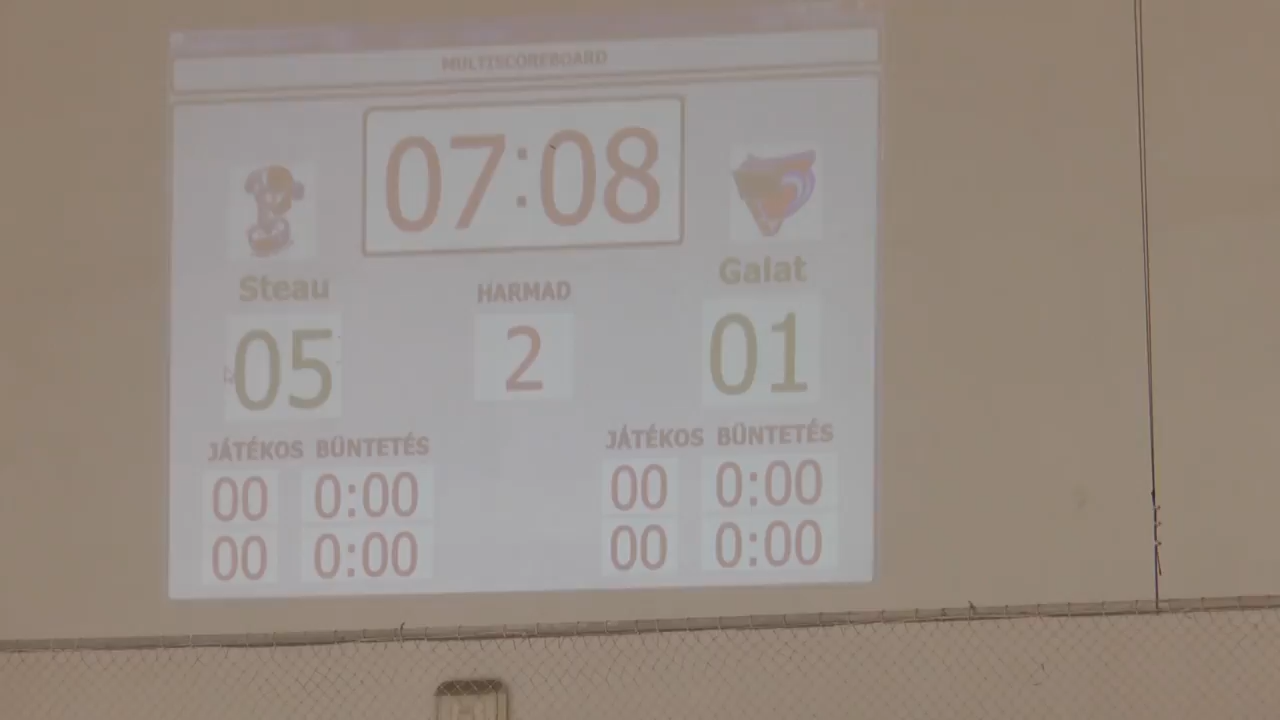 MULTISCOREBOARD
07:08
Steau
Galat
HARMAD
05
2
01
JÁTÉKOS BÜNTETÉS
JÁTÉKOS BÜNTETÉS
00 0:00
00 0:00
00 0:00
00 0:00